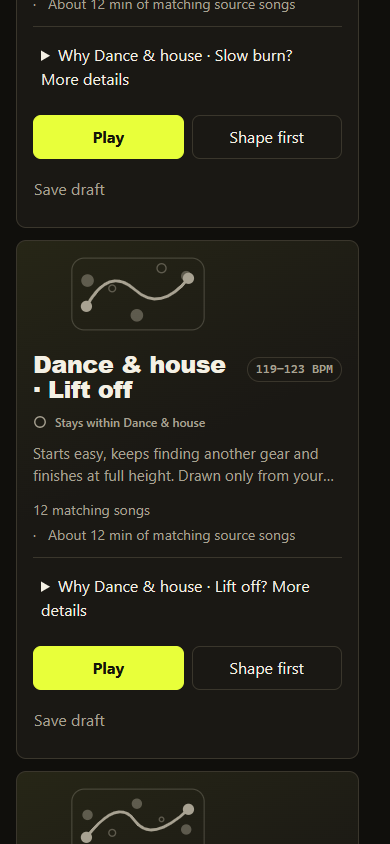 · About 12 min of matching source songs
▶ Why Dance & house · Slow burn?
More details
Play
Shape first
Save draft
Dance & house
· Lift off
119–123 BPM
Stays within Dance & house
Starts easy, keeps finding another gear and
finishes at full height. Drawn only from your...
12 matching songs
· About 12 min of matching source songs
▶ Why Dance & house · Lift off? More
details
Play
Shape first
Save draft